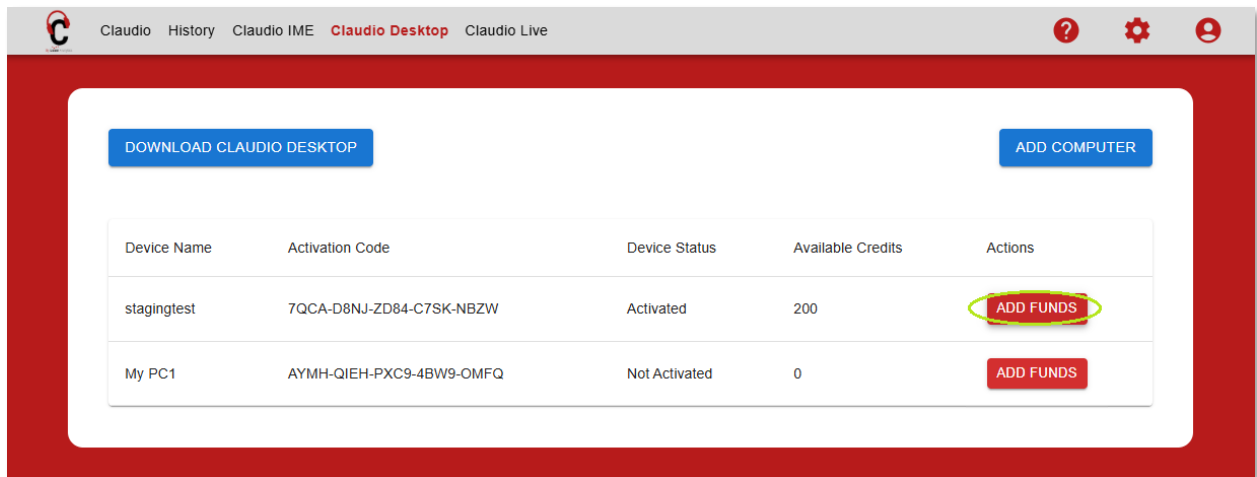 Claudio History Claudio IME Claudio Desktop Claudio Live
DOWNLOAD CLAUDIO DESKTOP ADD COMPUTER
Device Name Activation Code Device Status Available Credits Actions
stagingtest 7QCA-D8NJ-ZD84-C7SK-NBZW Activated 200 ADD FUNDS
My PC1 AYMH-QIEH-PXC9-4BW9-OMFQ Not Activated 0 ADD FUNDS